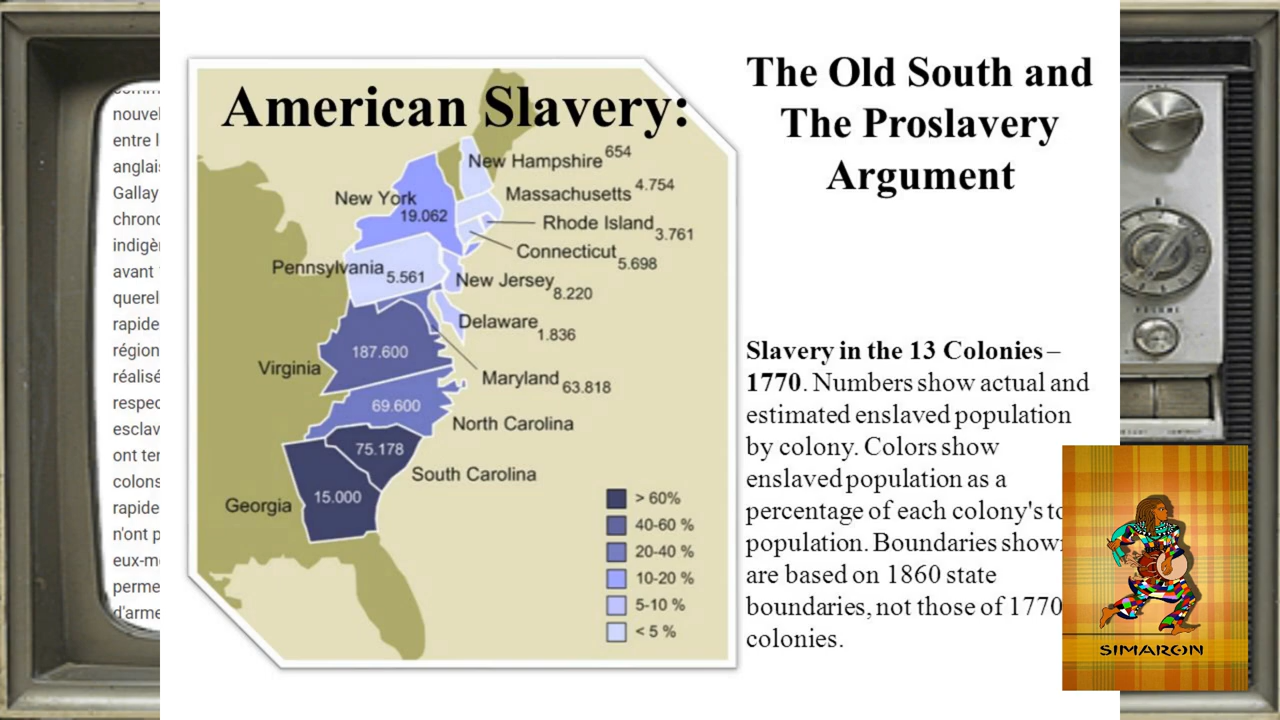 nouvel
entre l
anglai
Gallay
chrono
indigè
avant
querel
rapide
région
réalisé
respec
esclav
ont ter
colons
rapide
n'ont p
eux-m
perme
d'arme
American Slavery:
New Hampshire 654
Massachusetts 4.754
New York 19.062
Rhode Island 3.761
Connecticut 5.698
Pennsylvania 5.561
New Jersey 8.220
Delaware 1.836
Virginia 187.600
Maryland 63.818
69.600
North Carolina
75.178
South Carolina
Georgia 15.000
> 60%
40-60 %
20-40 %
10-20 %
5-10 %
< 5 %
The Old South and
The Proslavery
Argument
Slavery in the 13 Colonies –
1770. Numbers show actual and
estimated enslaved population
by colony. Colors show
enslaved population as a
percentage of each colony's to
population. Boundaries show
are based on 1860 state
boundaries, not those of 1770
colonies.
SIMARON
VOLUME